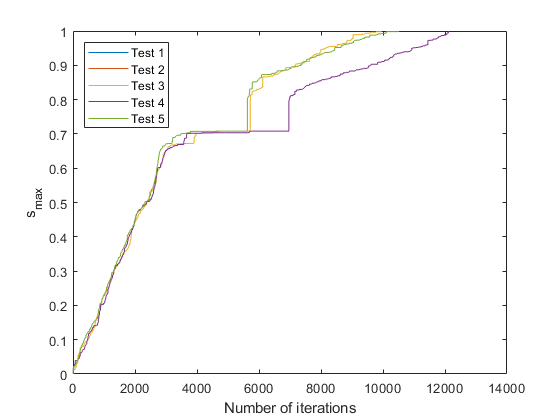 1
0.9
0.8
0.7
0.6
0.5
0.4
0.3
0.2
0.1
0
s_max
Test 1
Test 2
Test 3
Test 4
Test 5
0 2000 4000 6000 8000 10000 12000 14000
Number of iterations